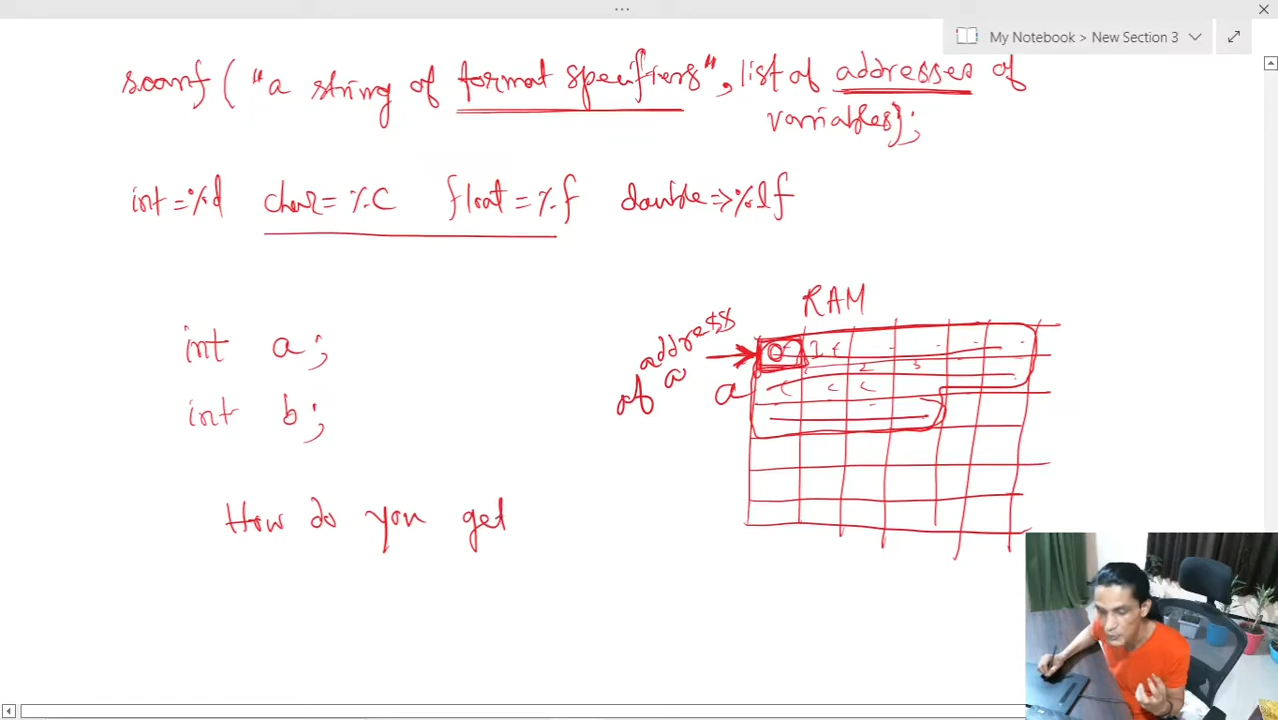 ...
My Notebook > New Section 3
scanf ( "a string of format specifiers", list of addresses of
variables);
int = %d char = %c float = %f double => %lf
RAM
address
of a
a
int a;
int b;
How do you get